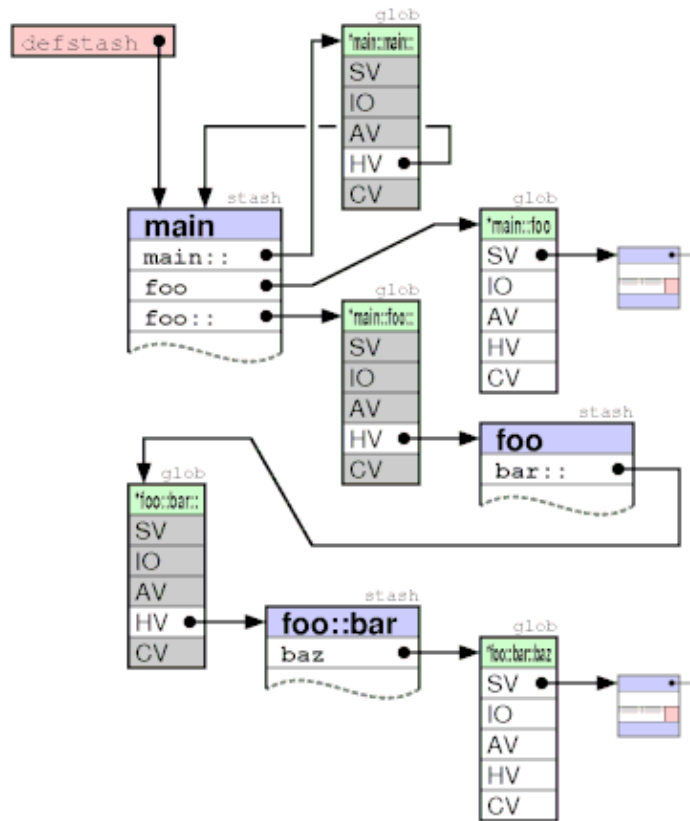 glob
defstash
*main::main::
SV
IO
AV
HV
CV
stash
main
main::
foo
foo::
glob
*main::foo
SV
IO
AV
HV
CV
glob
*main::foo::
SV
IO
AV
HV
CV
stash
foo
bar::
glob
*foo::bar::
SV
IO
AV
HV
CV
stash
foo::bar
baz
glob
*foo::bar::baz
SV
IO
AV
HV
CV